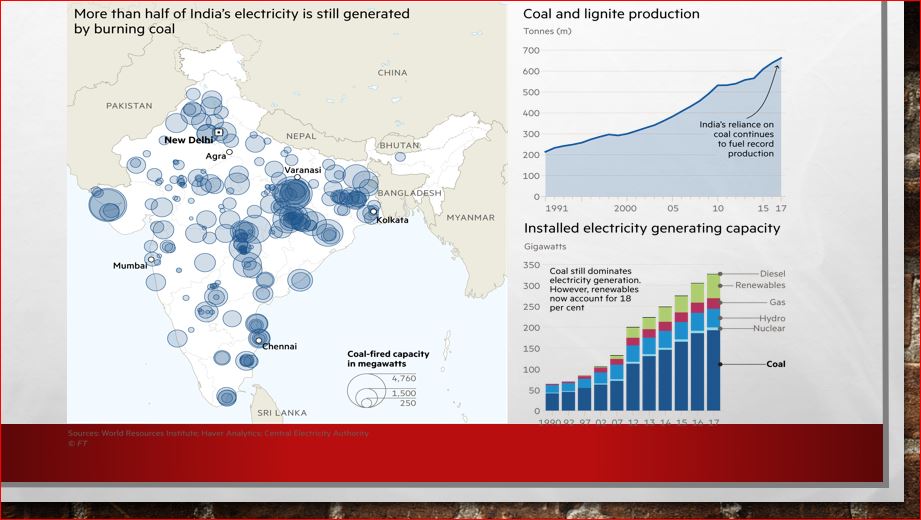 More than half of India's electricity is still generated
by burning coal
CHINA
PAKISTAN
New Delhi
NEPAL
BHUTAN
Agra
Varanasi
BANGLADESH
MYANMAR
Kolkata
Mumbai
Chennai
Coal-fired capacity
in megawatts
4,760
1,500
250
SRI LANKA
Sources: World Resources Institute; Haver Analytics; Central Electricity Authority
© FT
Coal and lignite production
Tonnes (m)
700
600
500
400
300
200
100
0
India's reliance on
coal continues
to fuel record
production
1991 2000 05 10 15 17
Installed electricity generating capacity
Gigawatts
350
300
250
200
150
100
50
0
Coal still dominates
electricity generation.
However, renewables
now account for 18
per cent
Diesel
Renewables
Gas
Hydro
Nuclear
Coal
1990 92 97 02 07 12 13 14 15 16 17